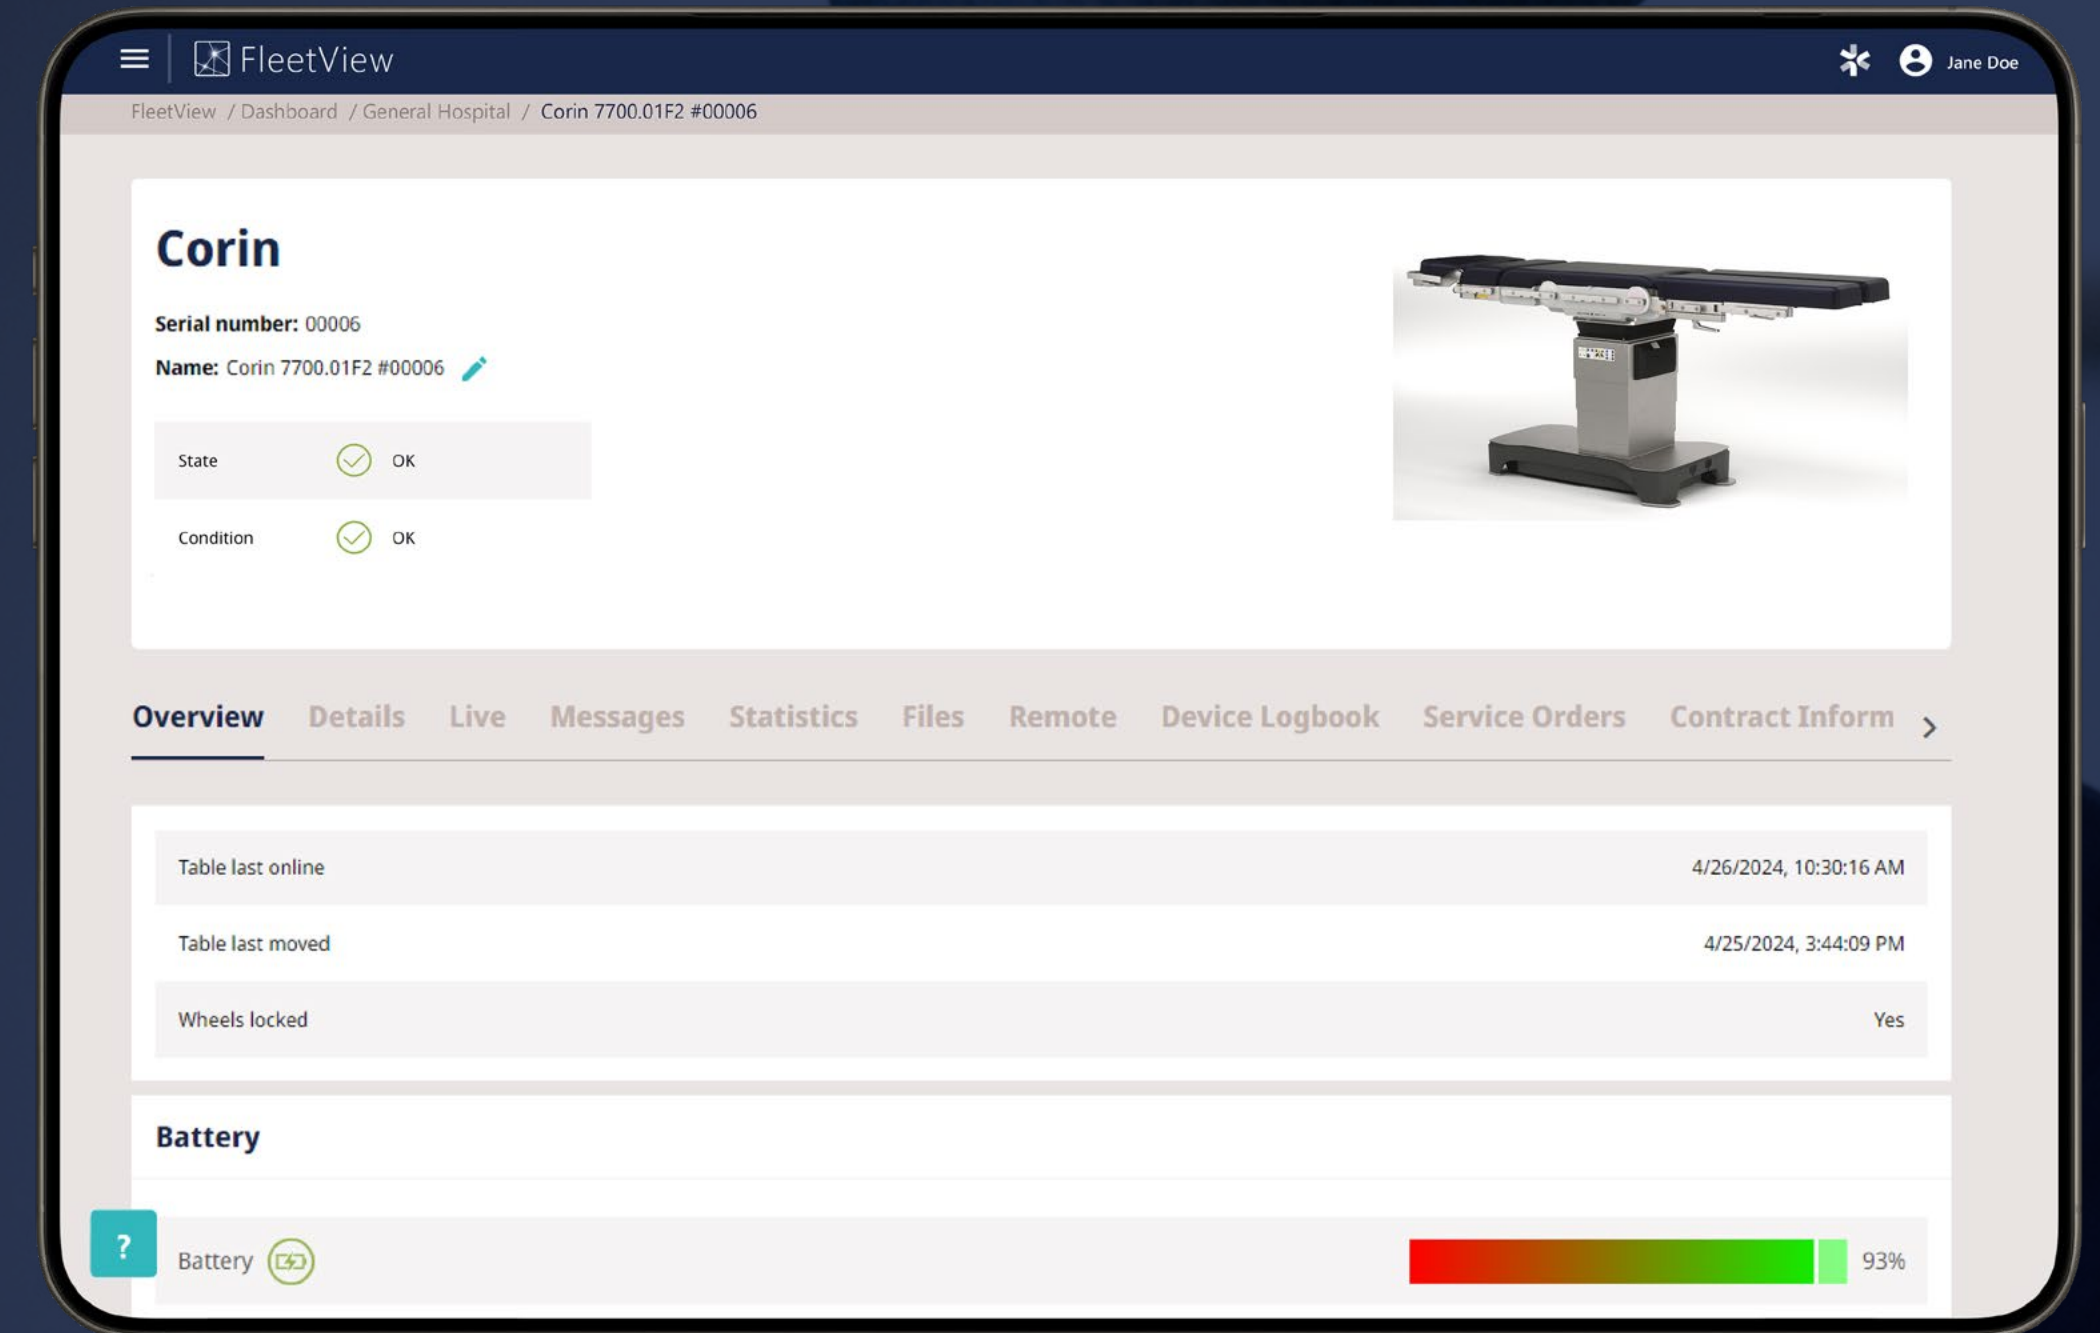 FleetView
Jane Doe
FleetView / Dashboard / General Hospital / Corin 7700.01F2 #00006
Corin
Serial number: 00006
Name: Corin 7700.01F2 #00006
State OK
Condition OK
Overview Details Live Messages Statistics Files Remote Device Logbook Service Orders Contract Inform
Table last online 4/26/2024, 10:30:16 AM
Table last moved 4/25/2024, 3:44:09 PM
Wheels locked Yes
Battery
?
Battery 93%